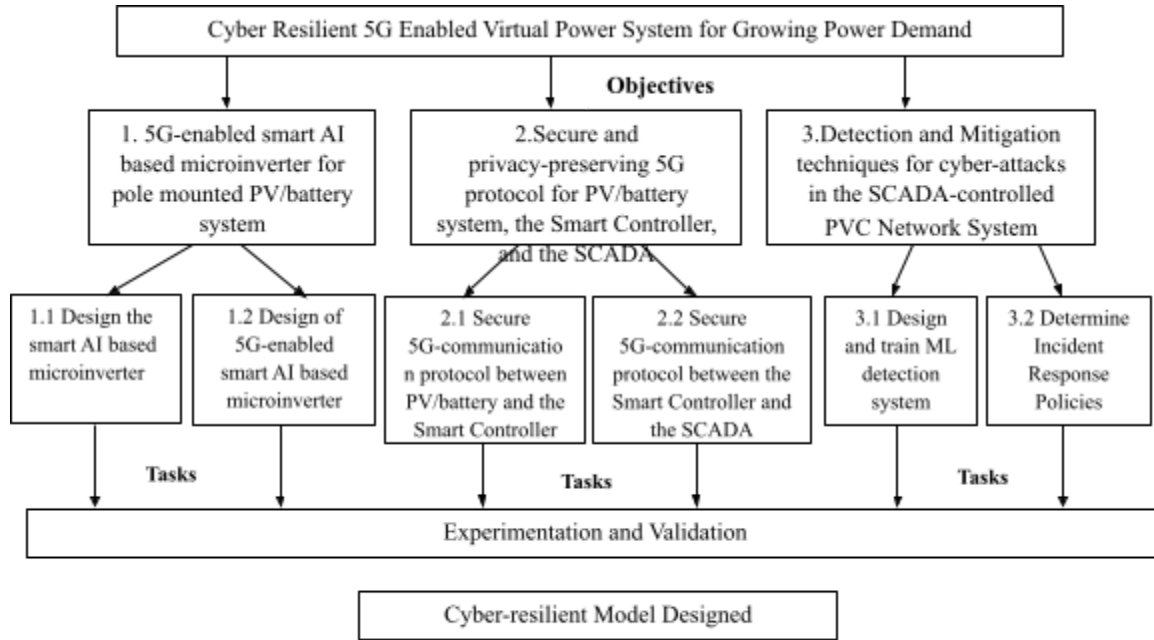 Cyber Resilient 5G Enabled Virtual Power System for Growing Power Demand
Objectives
1. 5G-enabled smart AI
based microinverter for
pole mounted PV/battery
system
2.Secure and
privacy-preserving 5G
protocol for PV/battery
system, the Smart Controller,
and the SCADA
3.Detection and Mitigation
techniques for cyber-attacks
in the SCADA-controlled
PVC Network System
1.1 Design the
smart AI based
microinverter
1.2 Design of
5G-enabled
smart AI based
microinverter
2.1 Secure
5G-communicatio
n protocol between
PV/battery and the
Smart Controller
2.2 Secure
5G-communication
protocol between the
Smart Controller and
the SCADA
3.1 Design
and train ML
detection
system
3.2 Determine
Incident
Response
Policies
Tasks
Tasks
Tasks
Experimentation and Validation
Cyber-resilient Model Designed